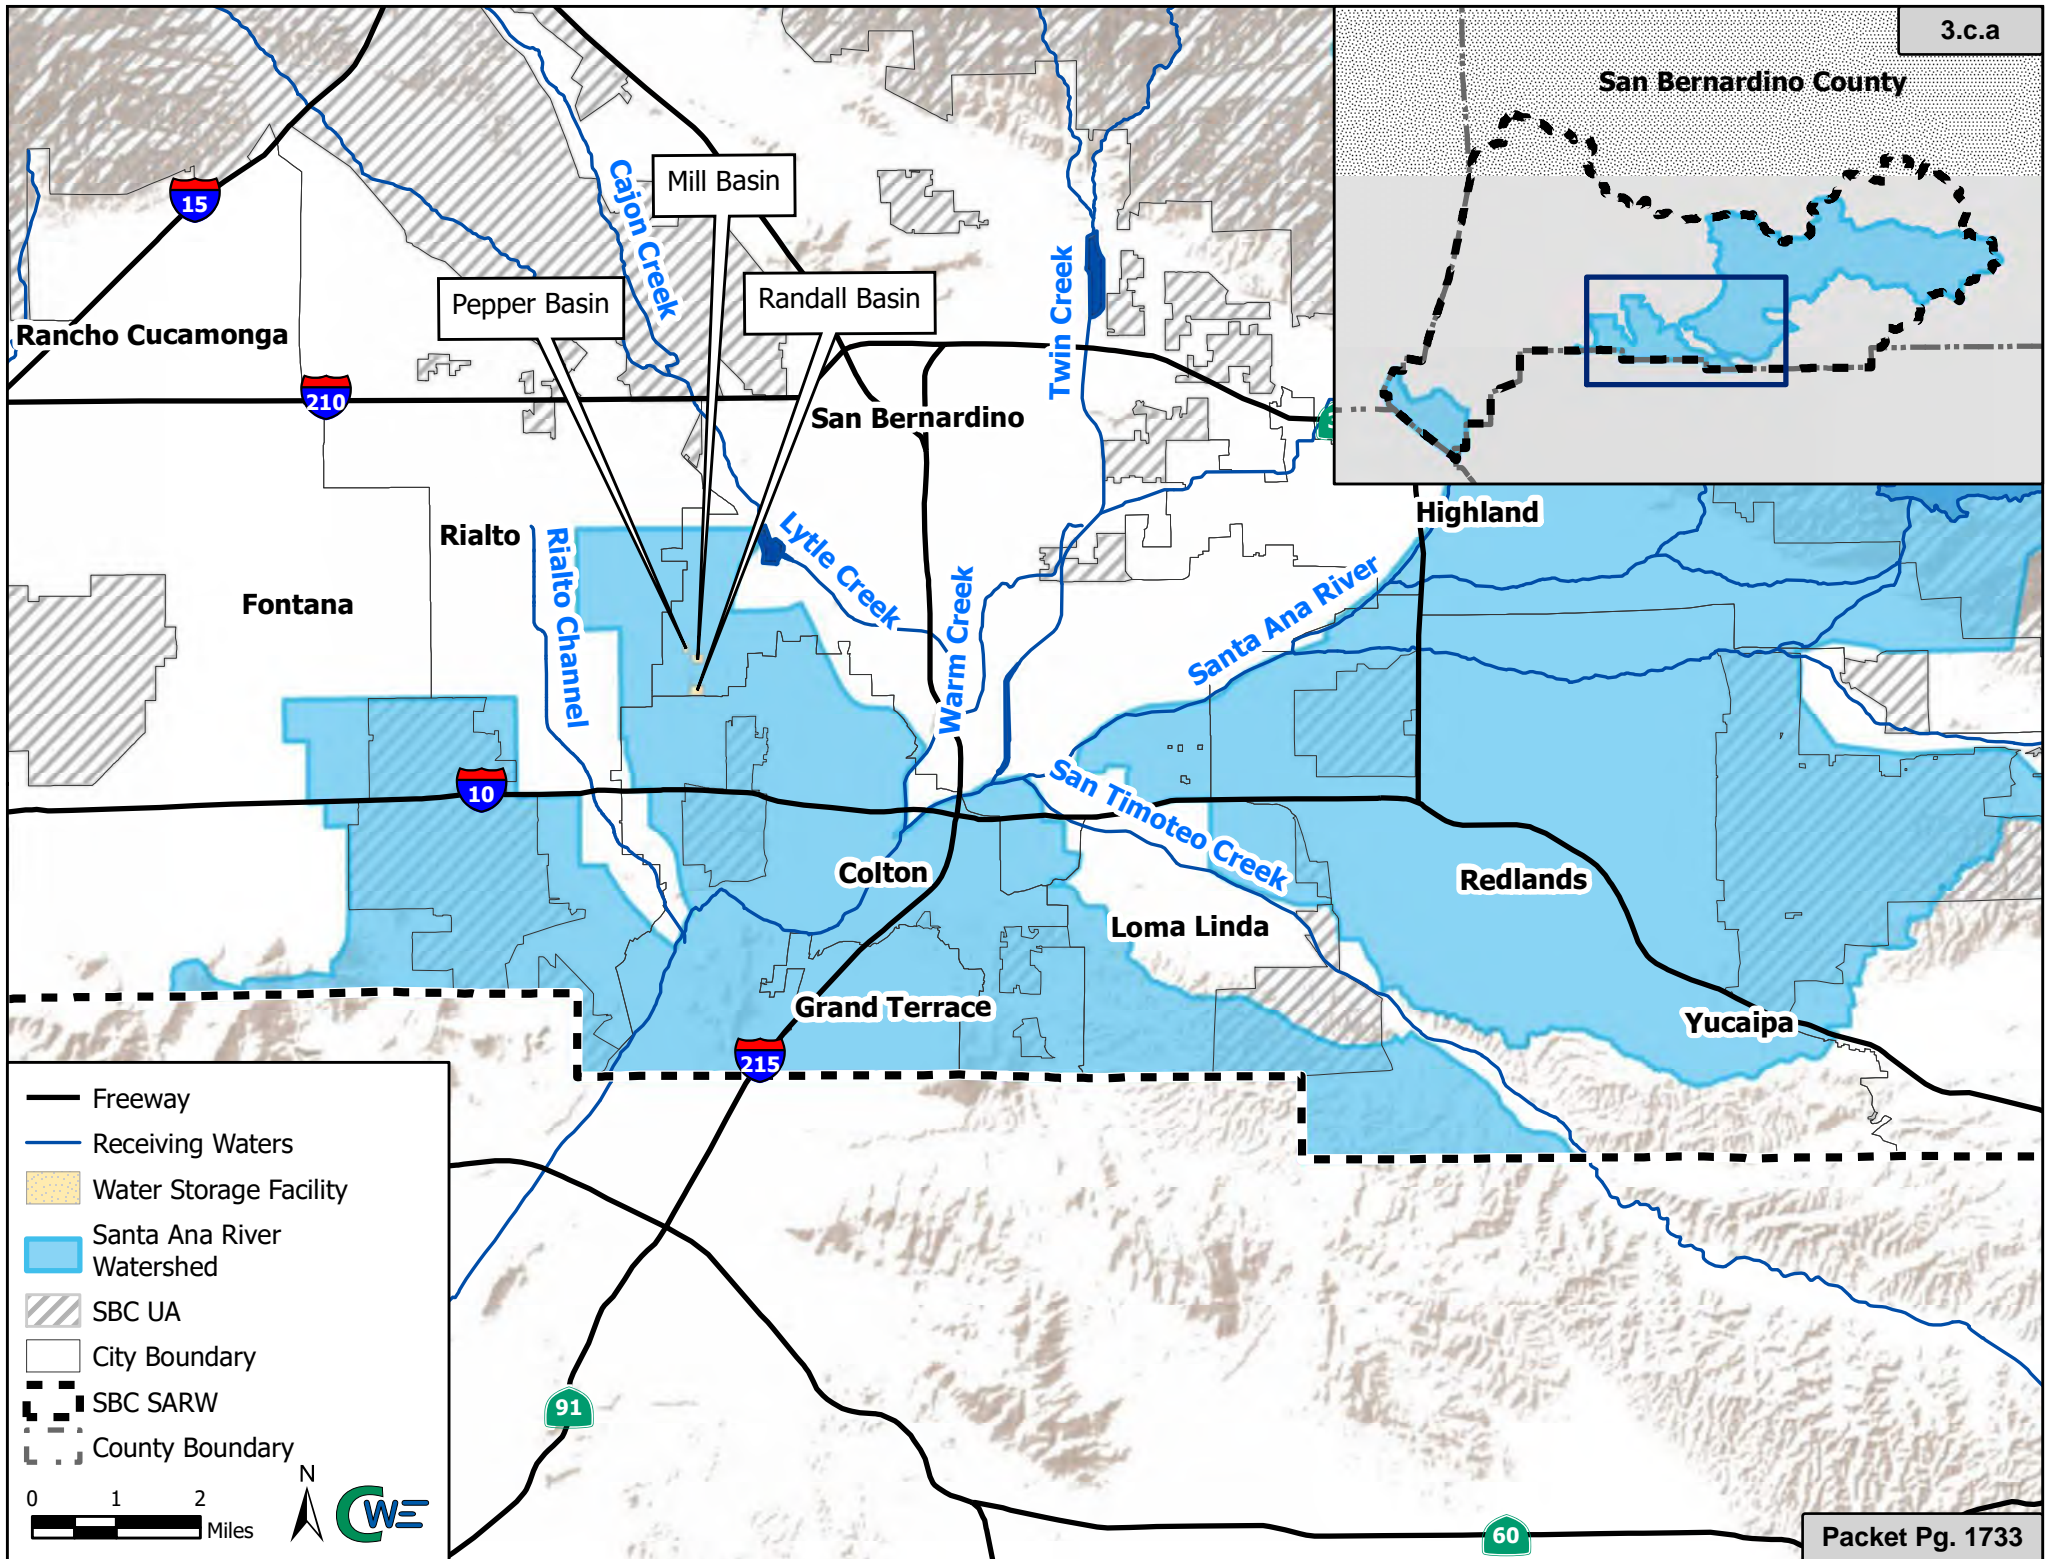 3.c.a
San Bernardino County
15
Cajon Creek
Mill Basin
Pepper Basin
Randall Basin
Twin Creek
Rancho Cucamonga
210
San Bernardino
Highland
Rialto
Rialto Channel
Lytle Creek
Warm Creek
Santa Ana River
Fontana
10
San Timoteo Creek
Colton
Redlands
Loma Linda
Grand Terrace
Yucaipa
215
Freeway
Receiving Waters
Water Storage Facility
Santa Ana River
Watershed
SBC UA
City Boundary
SBC SARW
County Boundary
91
N
0 1 2
Miles
CWE
60
Packet Pg. 1733